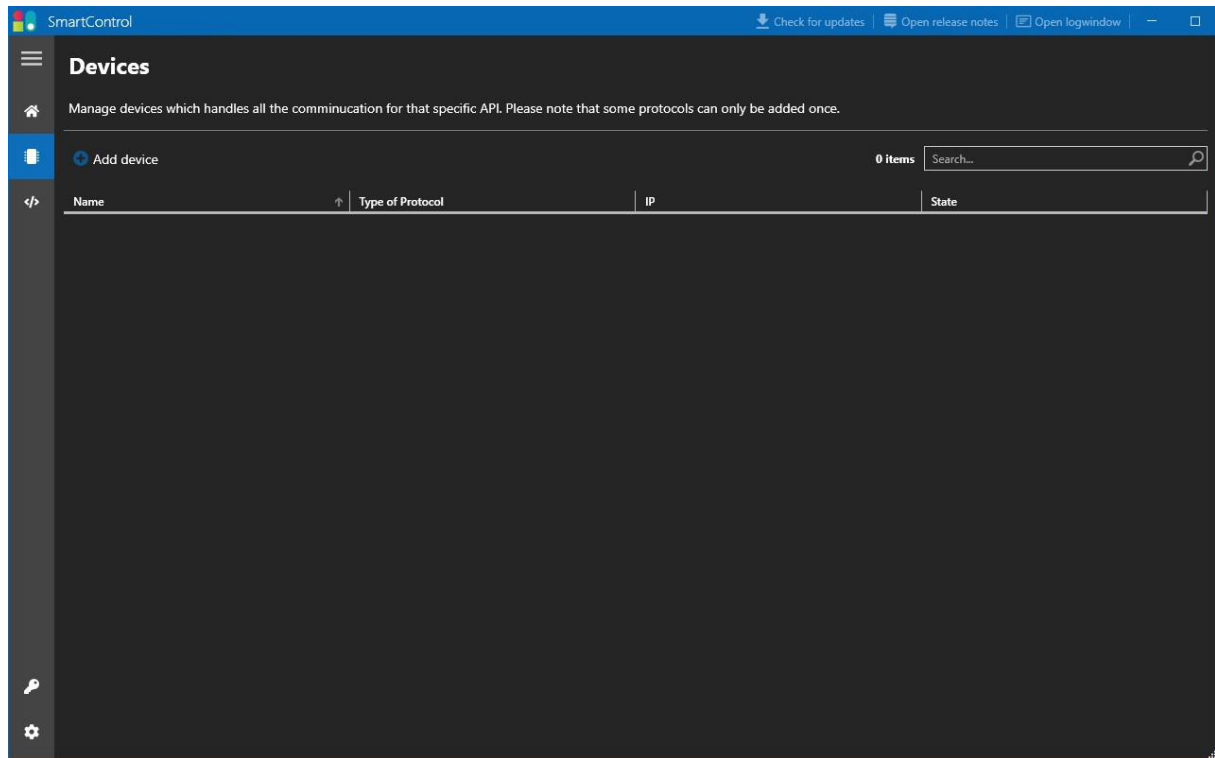 SmartControl
Check for updates
Open release notes
Open logwindow
Devices
Manage devices which handles all the comminucation for that specific API. Please note that some protocols can only be added once.
Add device
0 items
Search...
Name
Type of Protocol
IP
State